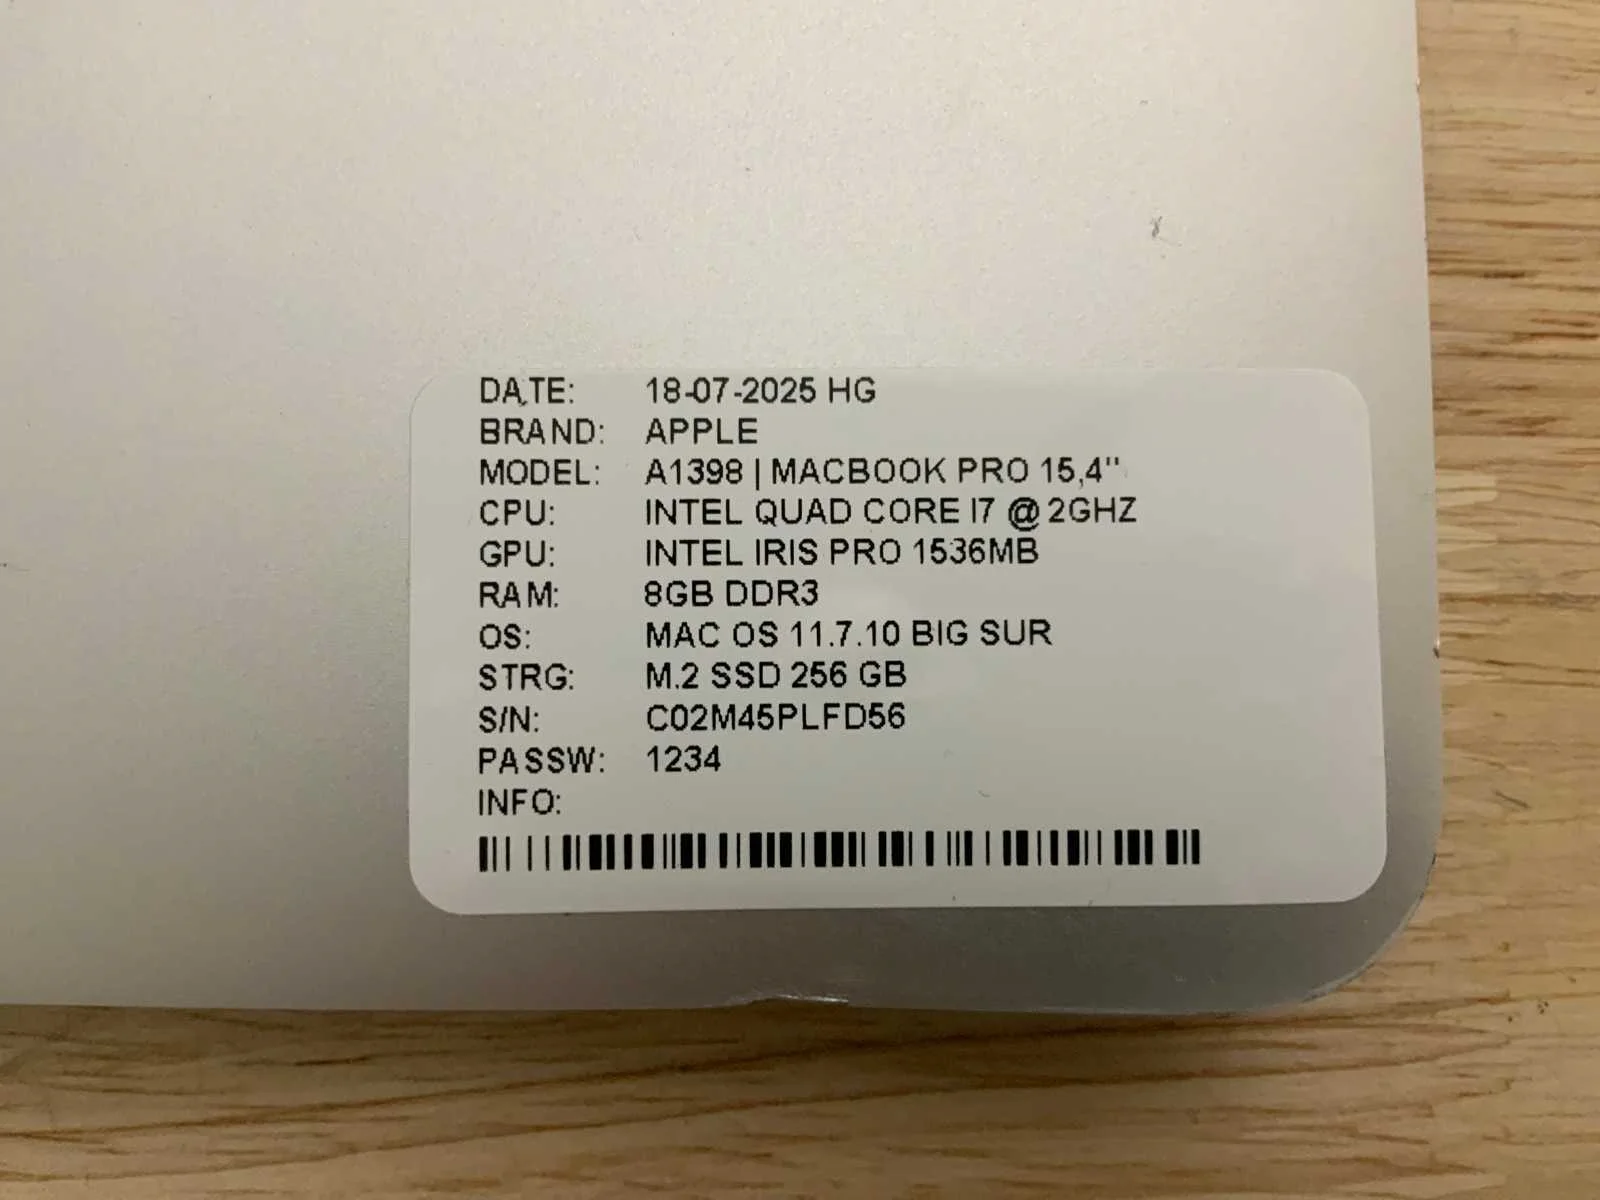 DATE: 18-07-2025 HG
BRAND: APPLE
MODEL: A1398 | MACBOOK PRO 15,4"
CPU: INTEL QUAD CORE I7 @ 2GHZ
GPU: INTEL IRIS PRO 1536MB
RAM: 8GB DDR3
OS: MAC OS 11.7.10 BIG SUR
STRG: M.2 SSD 256 GB
S/N: C02M45PLFD56
PASSW: 1234
INFO: